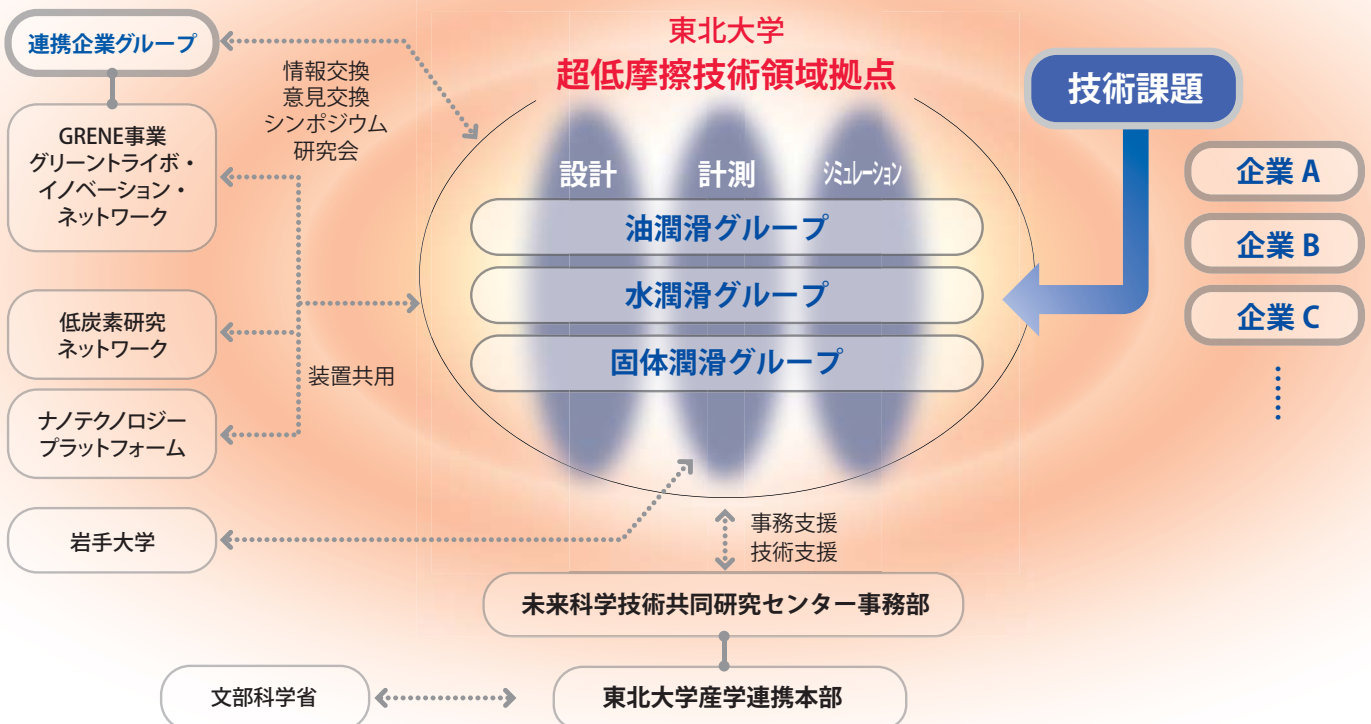 東北大学
超低摩擦技術領域拠点
連携企業グループ
情報交換
意見交換
シンポジウム
研究会
GRENE事業
グリーントライボ・
イノベーション・
ネットワーク
低炭素研究
ネットワーク
装置共用
ナノテクノロジー
プラットフォーム
岩手大学
設計 計測 シミュレーション
油潤滑グループ
水潤滑グループ
固体潤滑グループ
技術課題
企業 A
企業 B
企業 C
事務支援
技術支援
未来科学技術共同研究センター事務部
文部科学省
東北大学産学連携本部